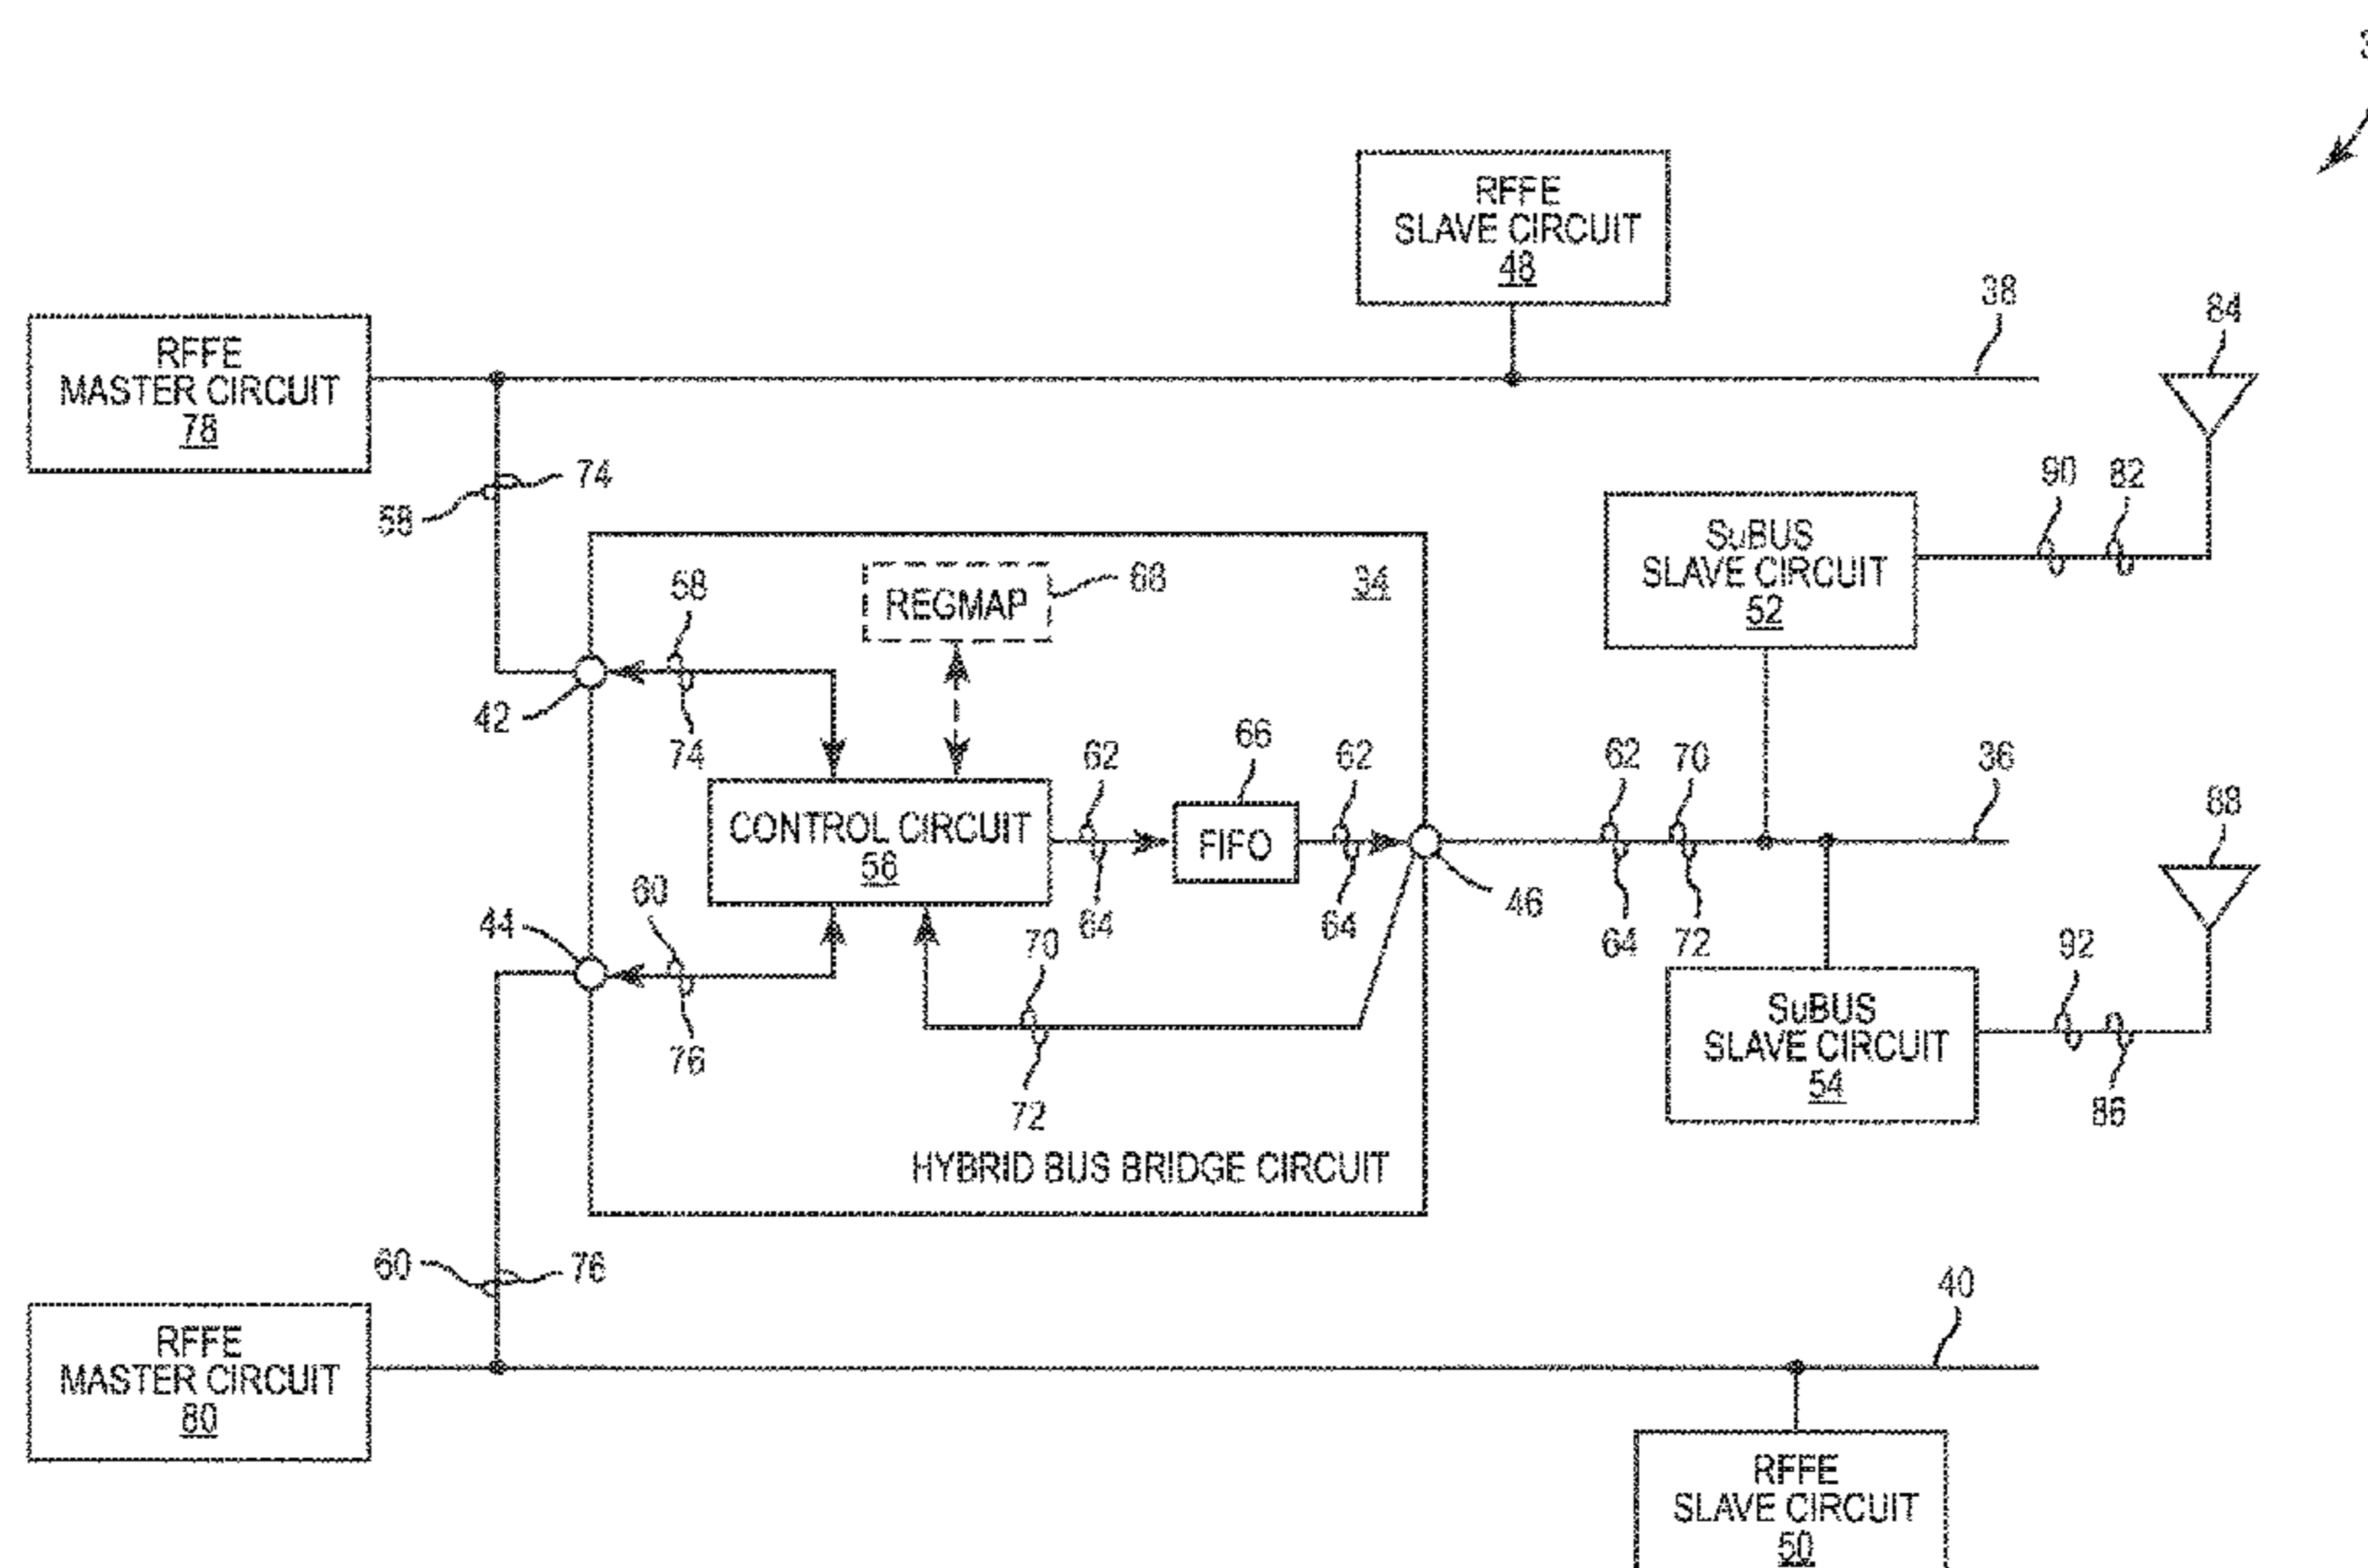 3
RFFE
SLAVE CIRCUIT
48
38
84
RFFE
MASTER CIRCUIT
78
74
58
90
82
SuBUS
SLAVE CIRCUIT
52
58
REGMAP
68
34
42
74
62
66
62
62
70
36
88
CONTROL CIRCUIT
56
FIFO
60
44
64
64
46
64
72
70
92
76
SuBUS
SLAVE CIRCUIT
54
86
72
HYBRID BUS BRIDGE CIRCUIT
60
76
40
RFFE
MASTER CIRCUIT
80
RFFE
SLAVE CIRCUIT
50